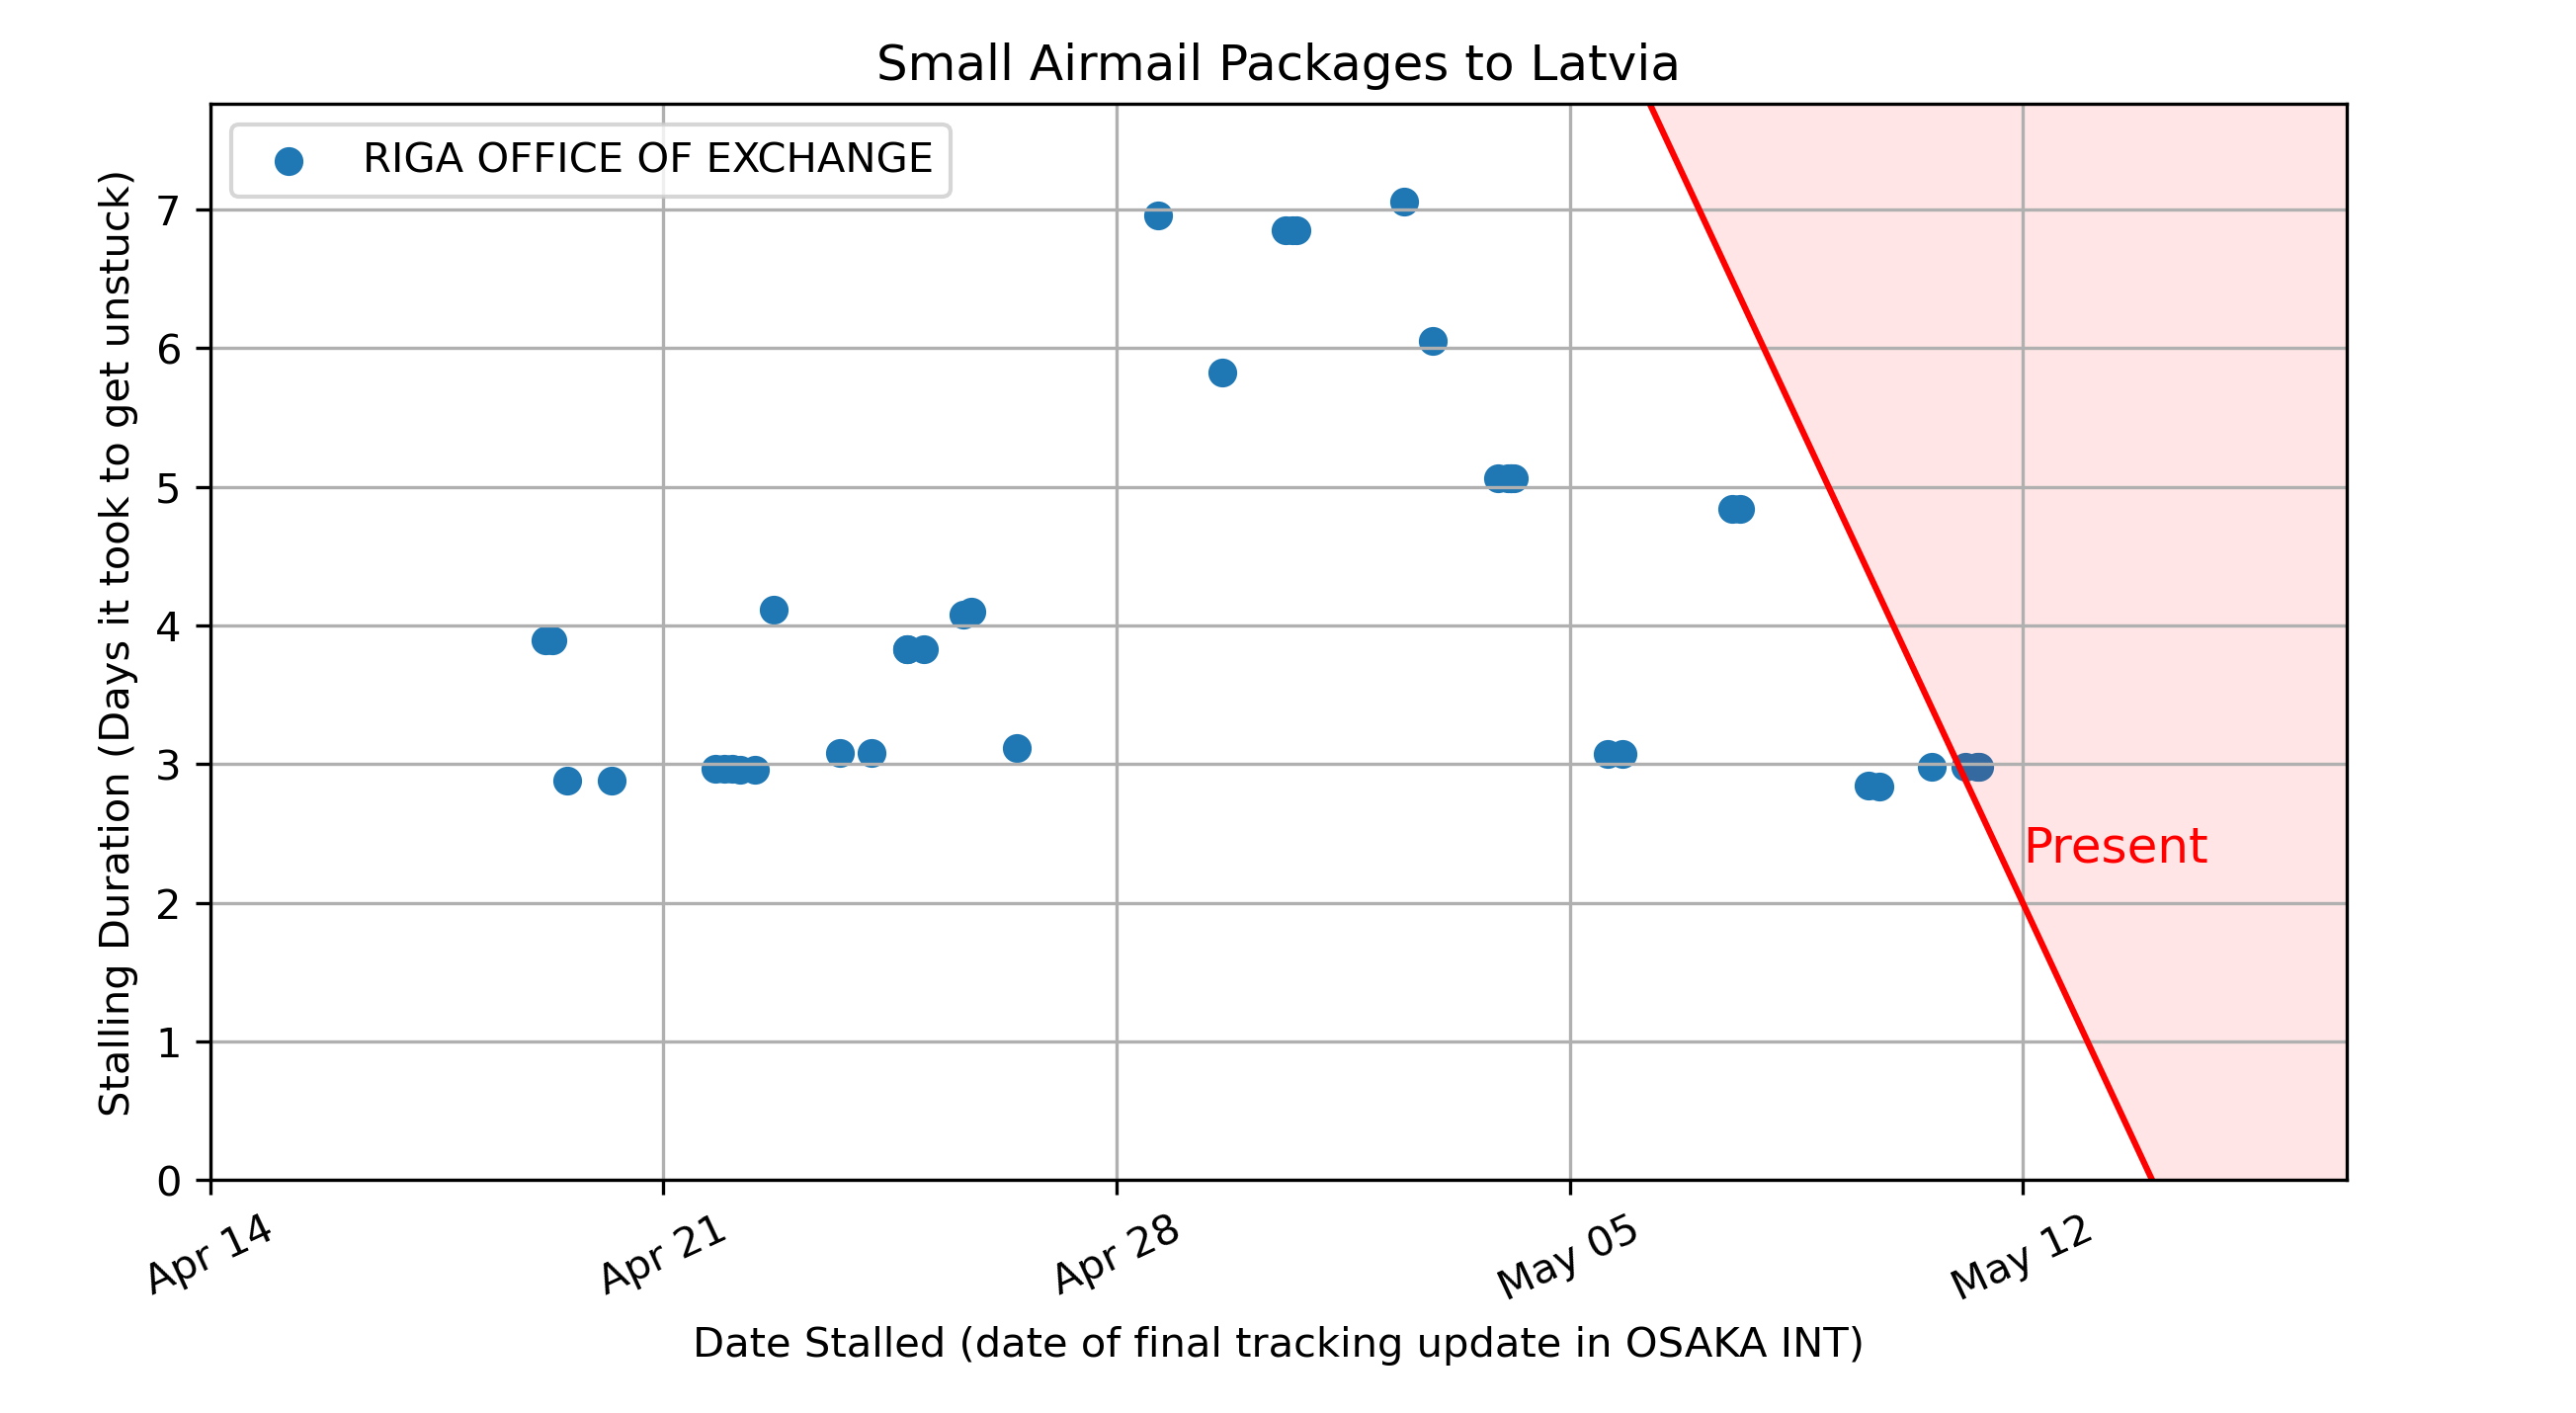 Small Airmail Packages to Latvia
RIGA OFFICE OF EXCHANGE
Stalling Duration (Days it took to get unstuck)
7
6
5
4
3
2
1
0
Present
Apr 14
Apr 21
Apr 28
May 05
May 12
Date Stalled (date of final tracking update in OSAKA INT)